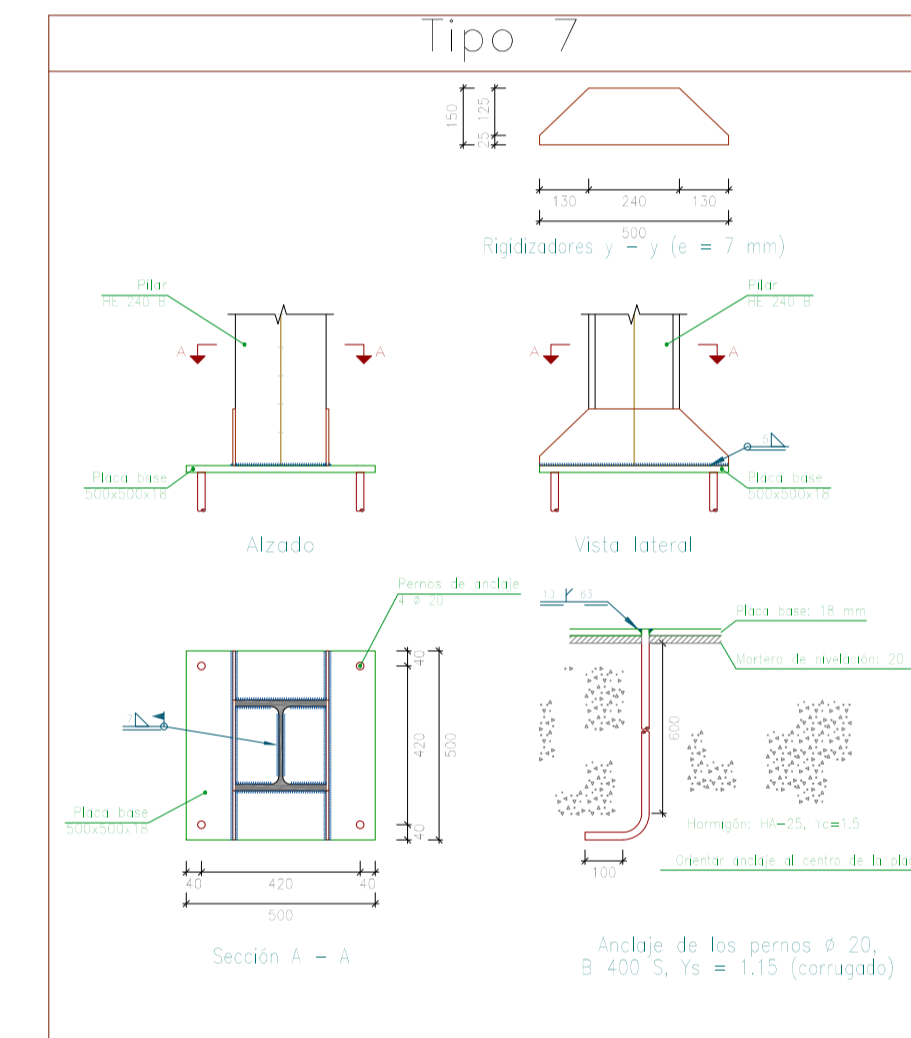 Tipo 7
150
125
25
130
240
130
500
Rigidizadores y – y (e = 7 mm)
Pilar
HE 240 B
A
A
Placa base
500x500x18
Alzado
Pilar
HE 240 B
A
A
5
Placa base
500x500x18
Vista lateral
Pernos de anclaje
4 Ø 20
7
Placa base
500x500x18
40
420
40
500
40
420
40
500
Sección A – A
13
63
Placa base: 18 mm
Mortero de nivelación: 20
600
Hormigón: HA-25, Yc=1.5
100
Orientar anclaje al centro de la plac
Anclaje de los pernos Ø 20,
B 400 S, Ys = 1.15 (corrugado)